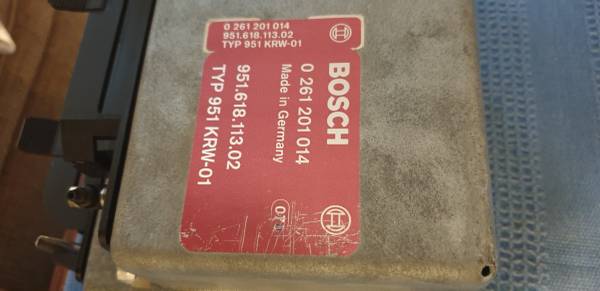 0 261 201 014
951.618.113.02
TYP 951 KRW-01
BOSCH
0 261 201 014
Made in Germany
951.618.113.02
TYP 951 KRW-01